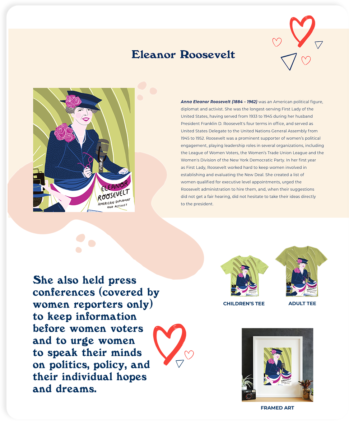 Eleanor Roosevelt
Anna Eleanor Roosevelt (1884 - 1962) was an American political figure,
diplomat and activist. She was the longest serving First Lady of the
United States, having served from 1933 to 1945 during her husband
President Franklin D. Roosevelt's four terms in office, and served as
United States Delegate to the United Nations General Assembly from
1945 to 1952. Roosevelt was a prominent supporter of women's political
engagement, playing leadership roles in several organizations, including
the League of Women Voters, the Women's Trade Union League and the
Women's Division of the New York Democratic Party. In her first year
as First Lady, Roosevelt worked hard to keep women involved in
establishing and evaluating the New Deal. She created a list of
women qualified for executive level appointments, urged the
Roosevelt administration to hire them, and, when their suggestions
did not get a fair hearing, did not hesitate to take their ideas directly
to the president.
ELEANOR
ROOSEVELT
She also held press
conferences (covered by
women reporters only)
to keep information
before women voters
and to urge women
to speak their minds
on politics, policy, and
their individual hopes
and dreams.
CHILDREN'S TEE
ADULT TEE
FRAMED ART